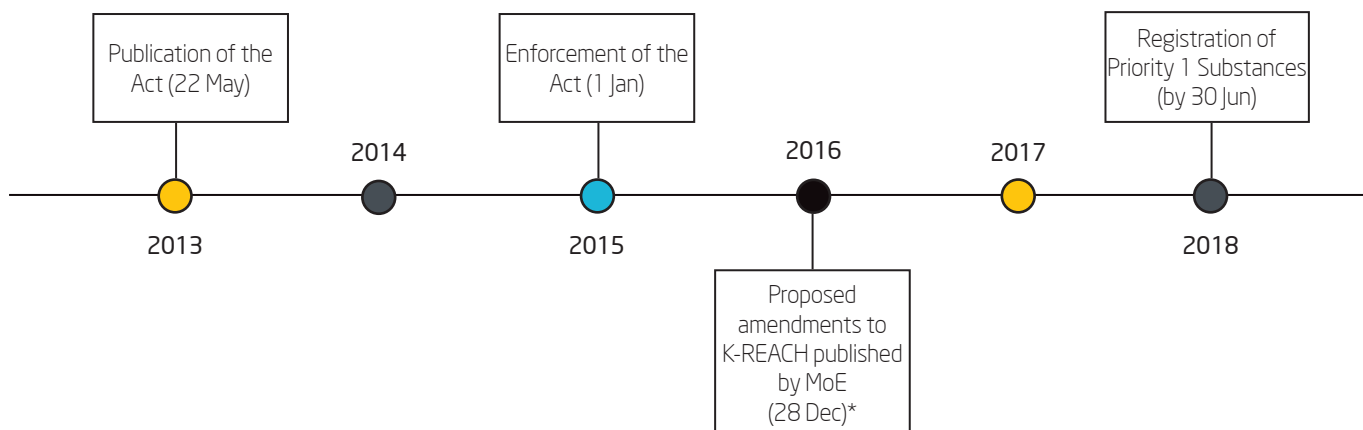 Publication of the
Act (22 May)
Enforcement of the
Act (1 Jan)
Registration of
Priority 1 Substances
(by 30 Jun)
2014
2016
2017
2013
2015
2018
Proposed
amendments to
K-REACH published
by MoE
(28 Dec)*